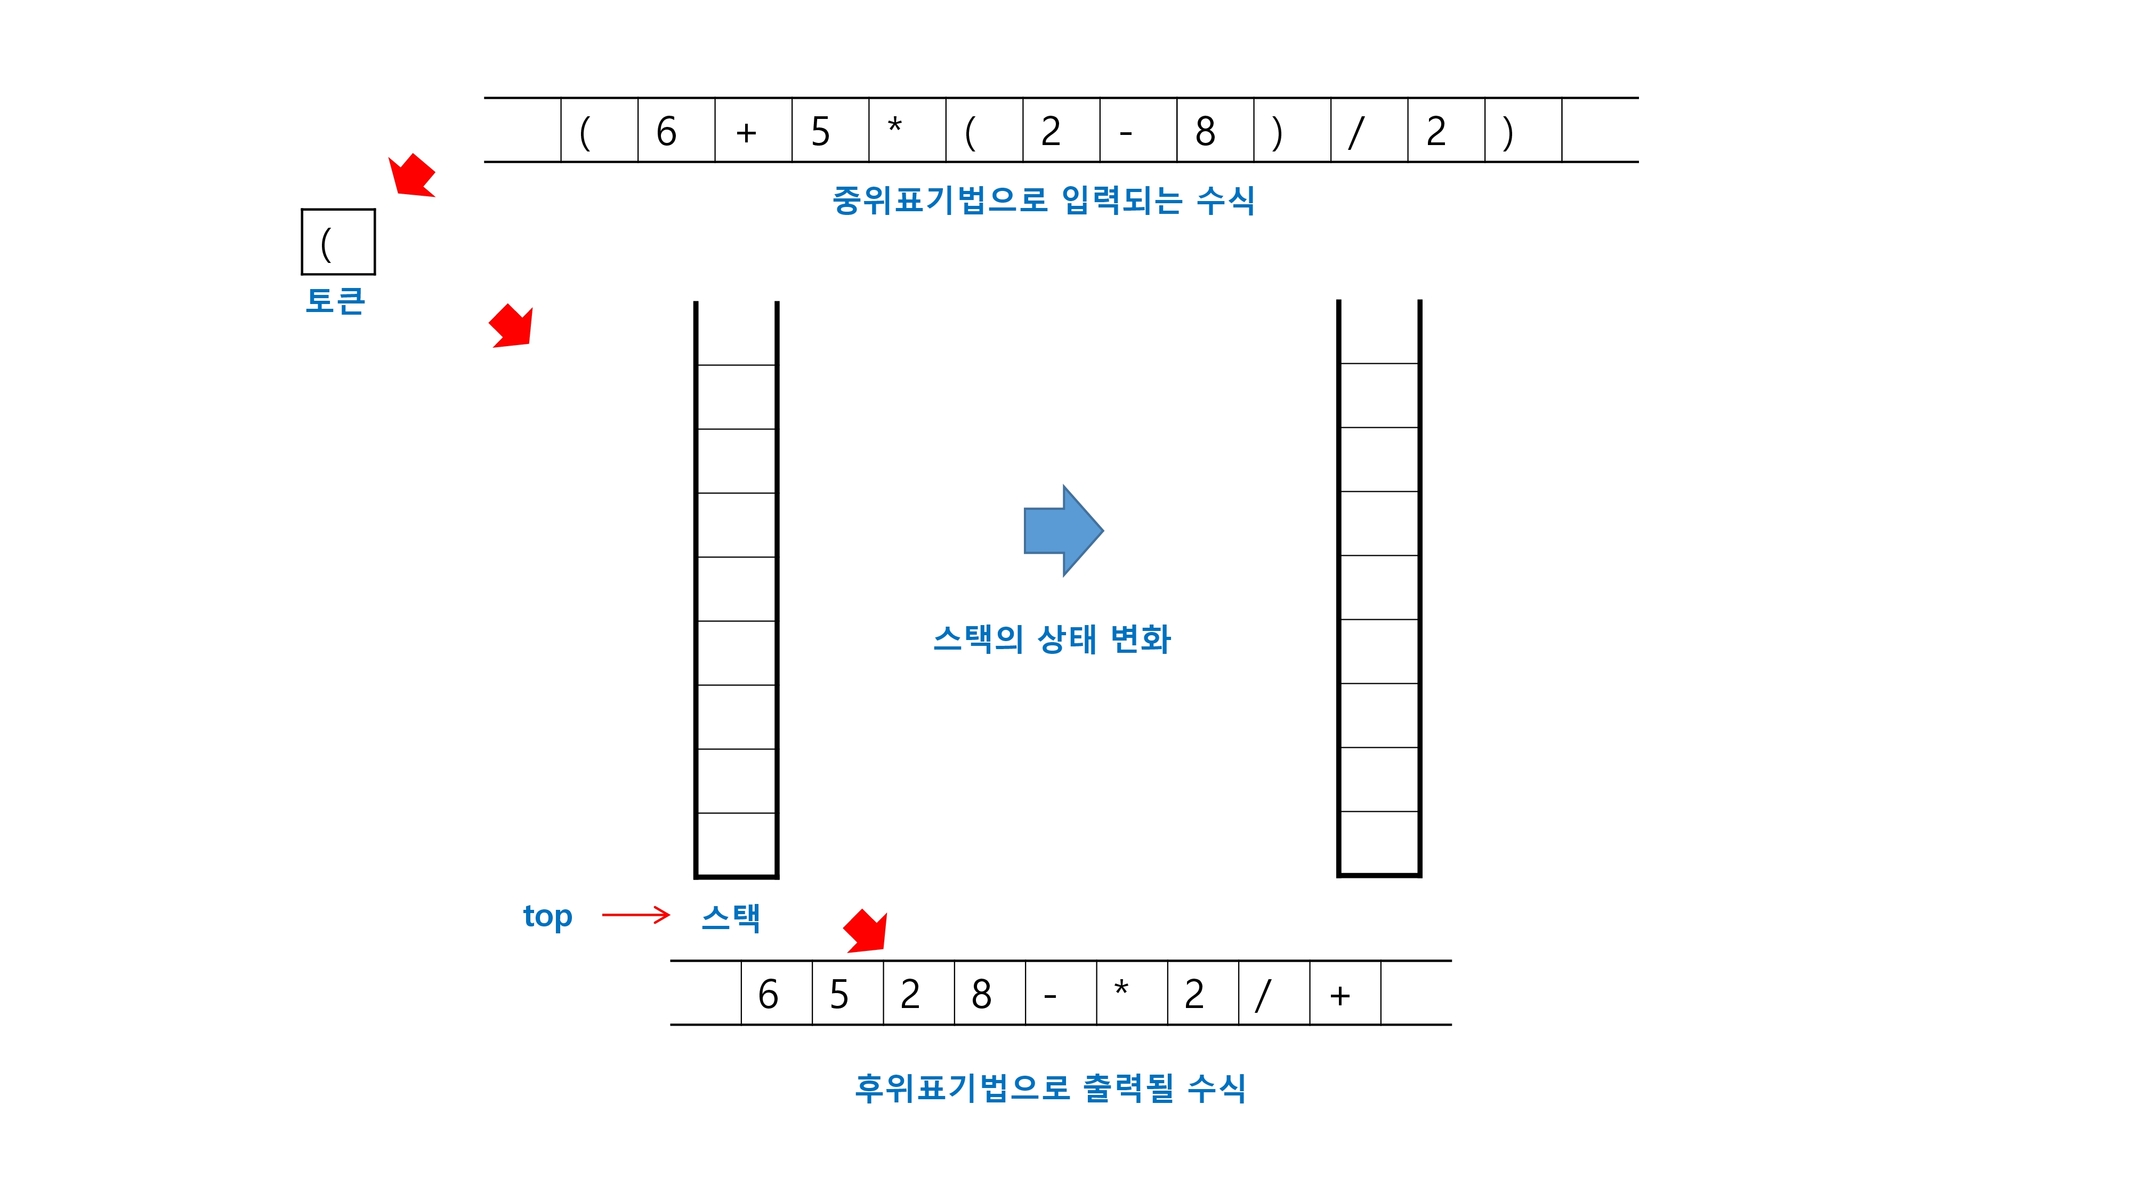 ( 6 + 5 * ( 2 - 8 ) / 2 )
중위표기법으로 입력되는 수식
(
토큰
스택의 상태 변화
top 스택
6 5 2 8 - * 2 / +
후위표기법으로 출력될 수식